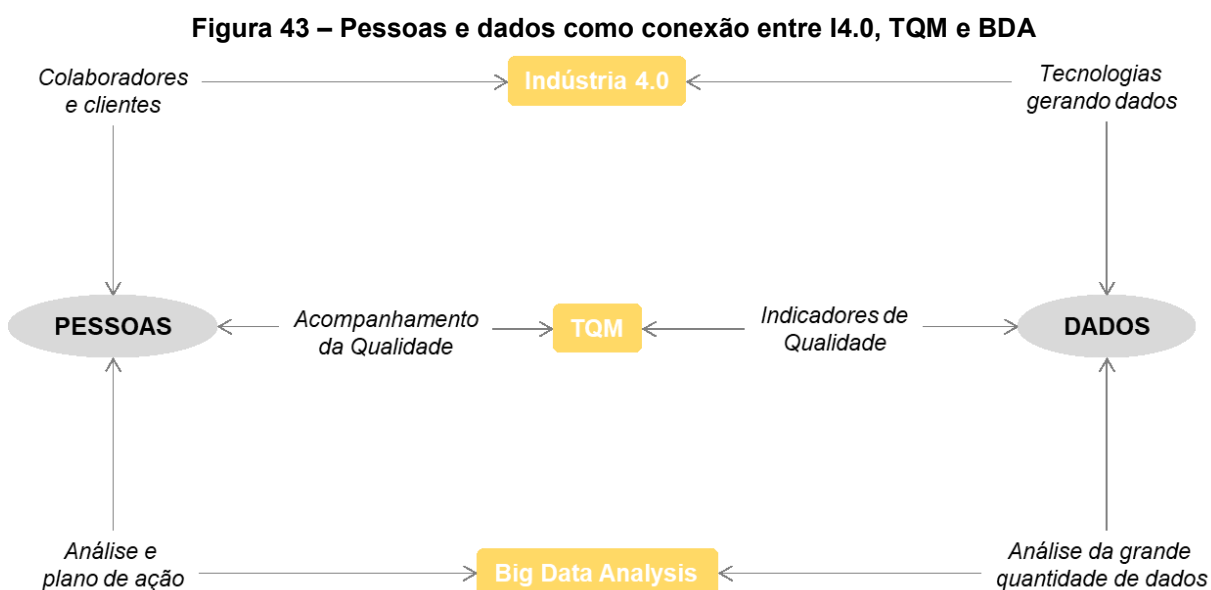 Figura 43 – Pessoas e dados como conexão entre I4.0, TQM e BDA
Colaboradores
e clientes
Indústria 4.0
Tecnologias
gerando dados
PESSOAS
Acompanhamento
da Qualidade
TQM
Indicadores de
Qualidade
DADOS
Análise e
plano de ação
Big Data Analysis
Análise da grande
quantidade de dados